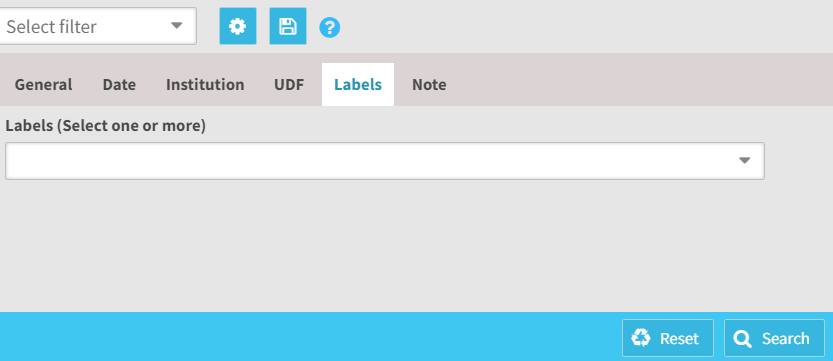 Select filter ?
General Date Institution UDF Labels Note
Labels (Select one or more)
Reset Search